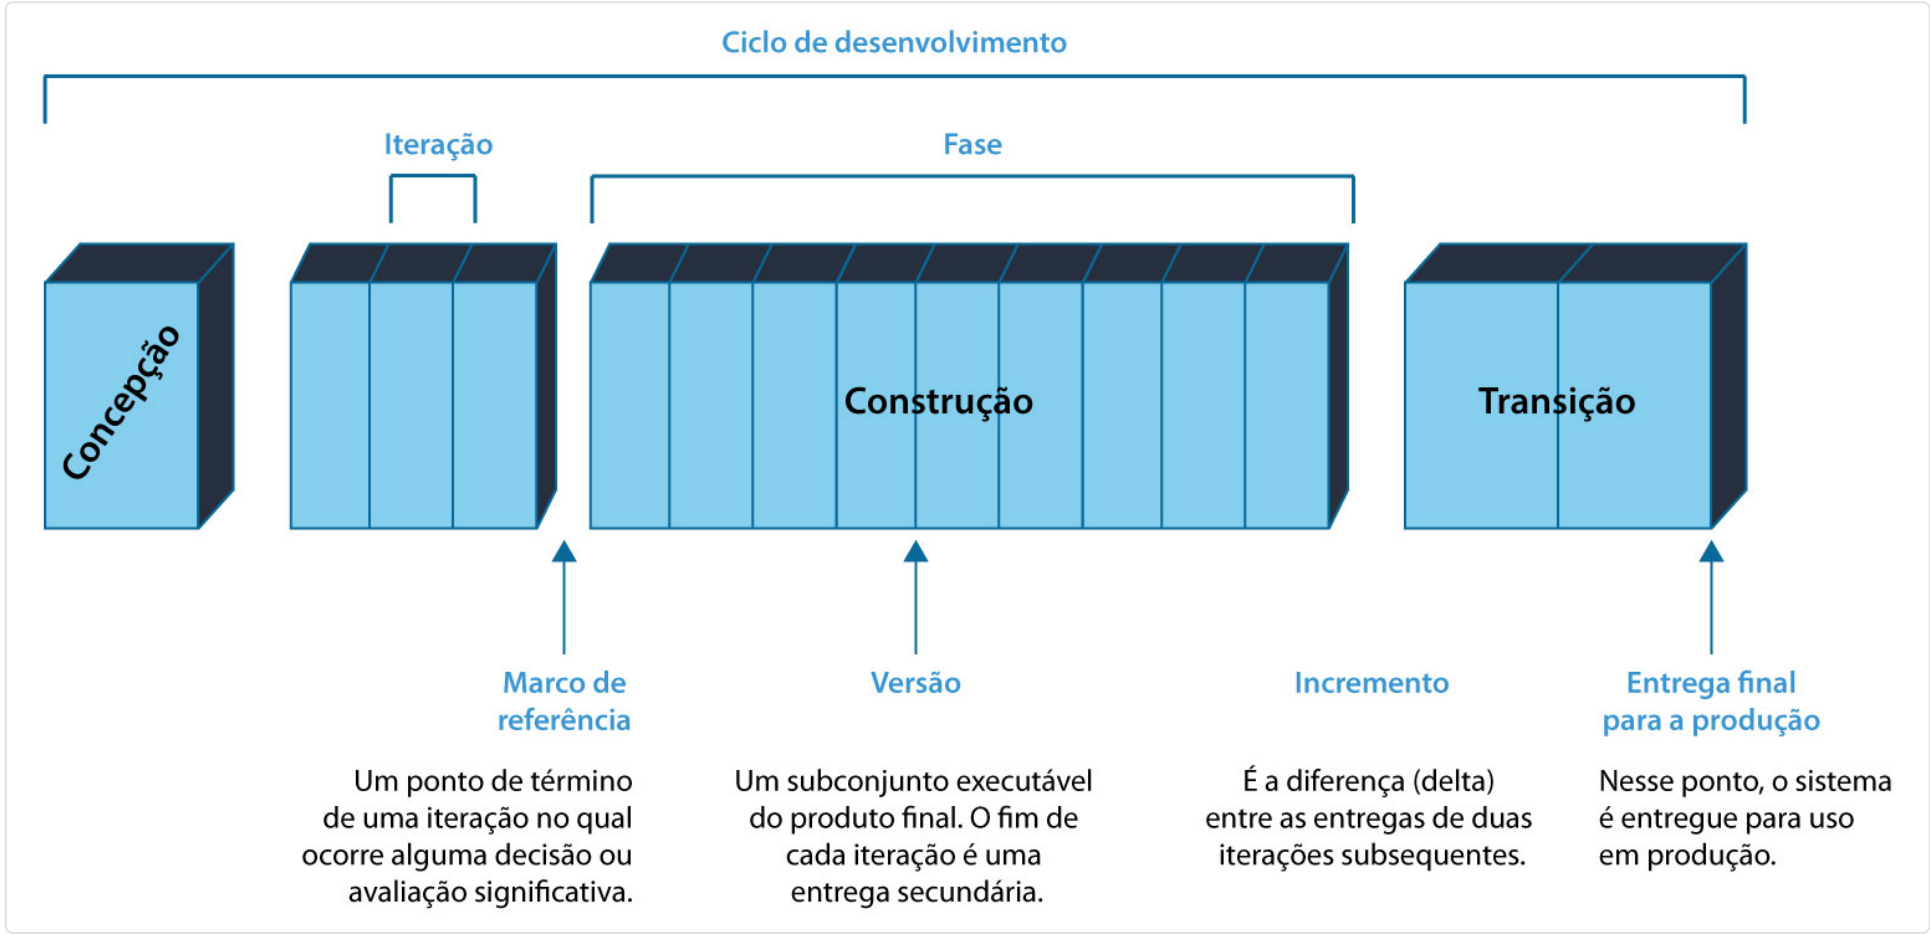 Ciclo de desenvolvimento
Iteração
Fase
Concepção
Construção
Transição
Marco de
referência
Um ponto de término
de uma iteração no qual
ocorre alguma decisão ou
avaliação significativa.
Versão
Um subconjunto executável
do produto final. O fim de
cada iteração é uma
entrega secundária.
Incremento
É a diferença (delta)
entre as entregas de duas
iterações subsequentes.
Entrega final
para a produção
Nesse ponto, o sistema
é entregue para uso
em produção.